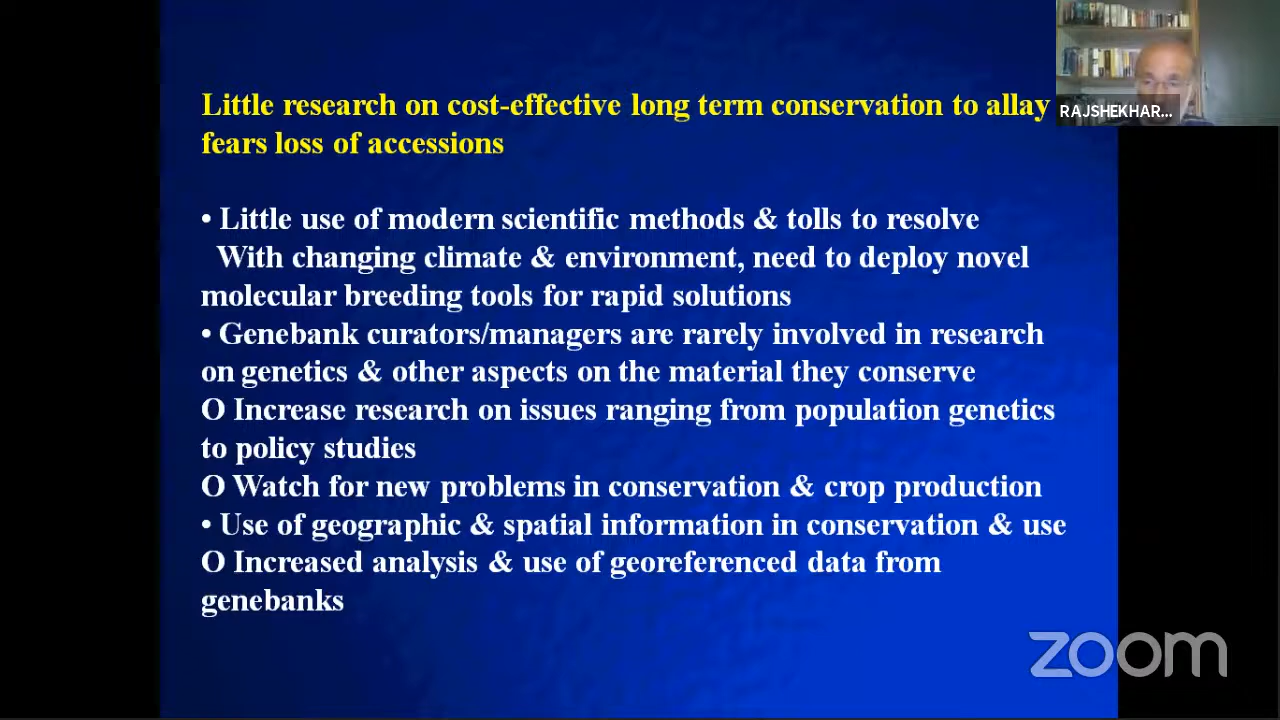 Little research on cost-effective long term conservation to allay
fears loss of accessions
• Little use of modern scientific methods & tolls to resolve
With changing climate & environment, need to deploy novel
molecular breeding tools for rapid solutions
• Genebank curators/managers are rarely involved in research
on genetics & other aspects on the material they conserve
O Increase research on issues ranging from population genetics
to policy studies
O Watch for new problems in conservation & crop production
• Use of geographic & spatial information in conservation & use
O Increased analysis & use of georeferenced data from
genebanks
RAJSHEKHAR...
zoom